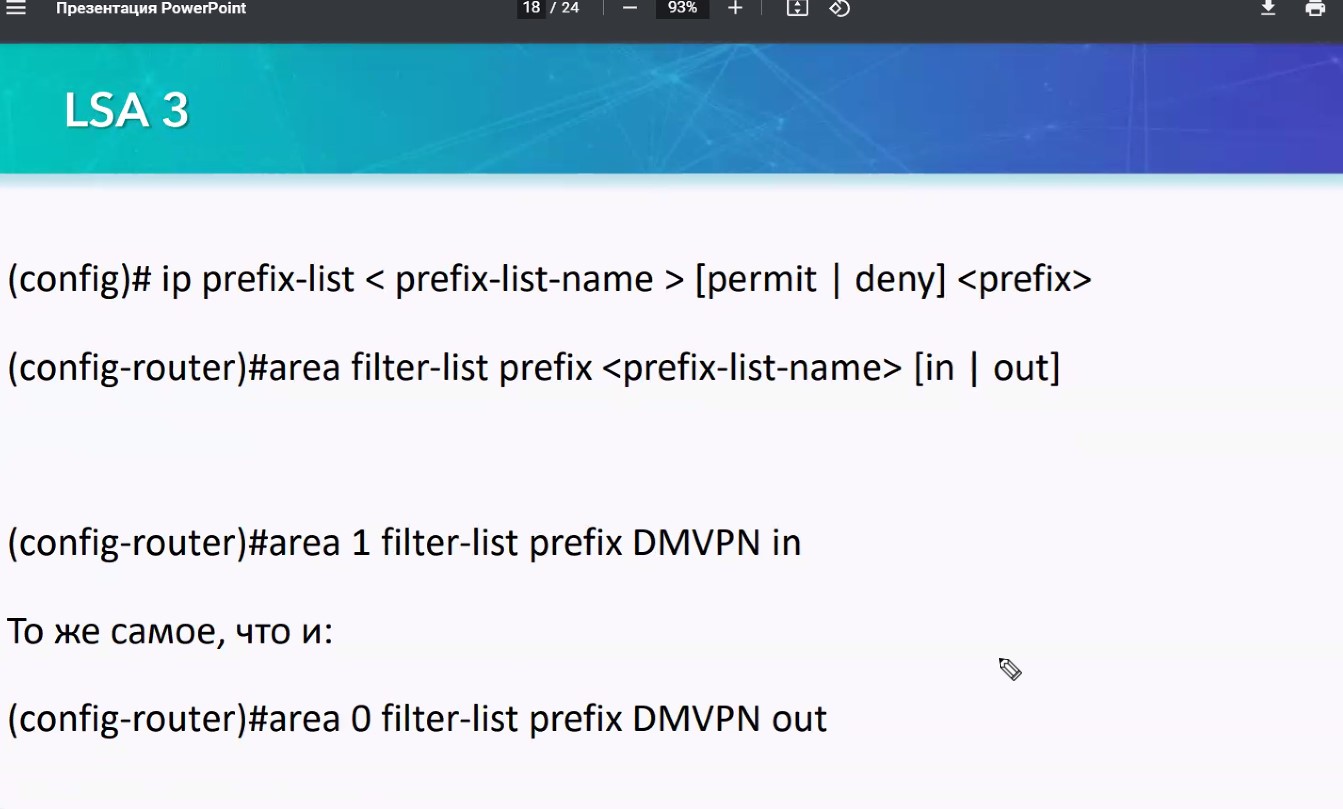 Презентация PowerPoint
18 / 24
93%
LSA 3
(config)# ip prefix-list < prefix-list-name > [permit | deny] <prefix>
(config-router)#area filter-list prefix <prefix-list-name> [in | out]
(config-router)#area 1 filter-list prefix DMVPN in
То же самое, что и:
(config-router)#area 0 filter-list prefix DMVPN out